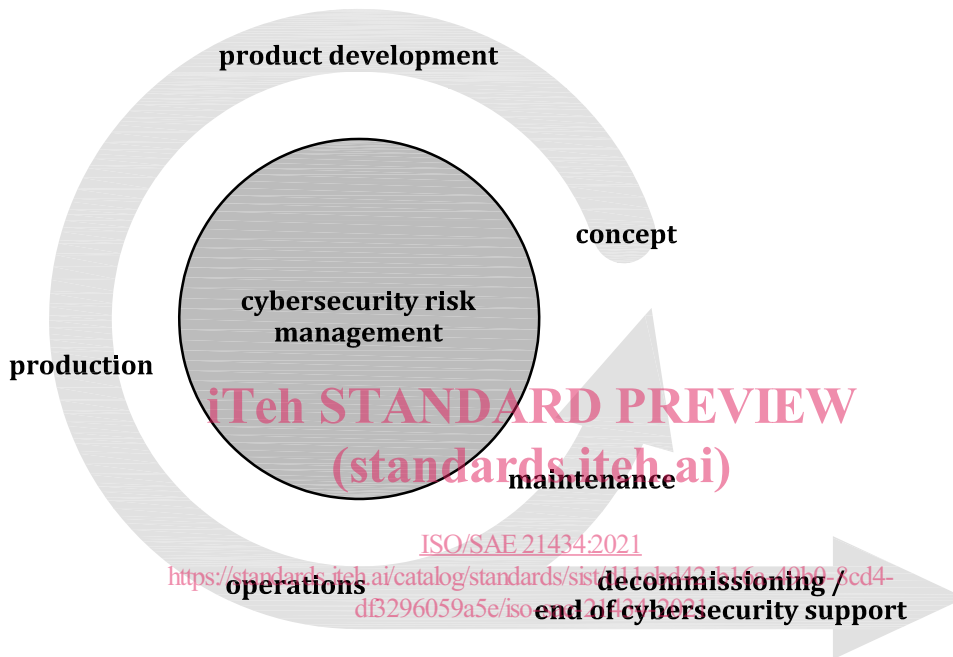 product development
concept
cybersecurity risk
management
production
iTeh STANDARD PREVIEW
(standards.iteh.ai)
maintenance
ISO/SAE 21434:2021
operations
decommissioning /
end of cybersecurity support